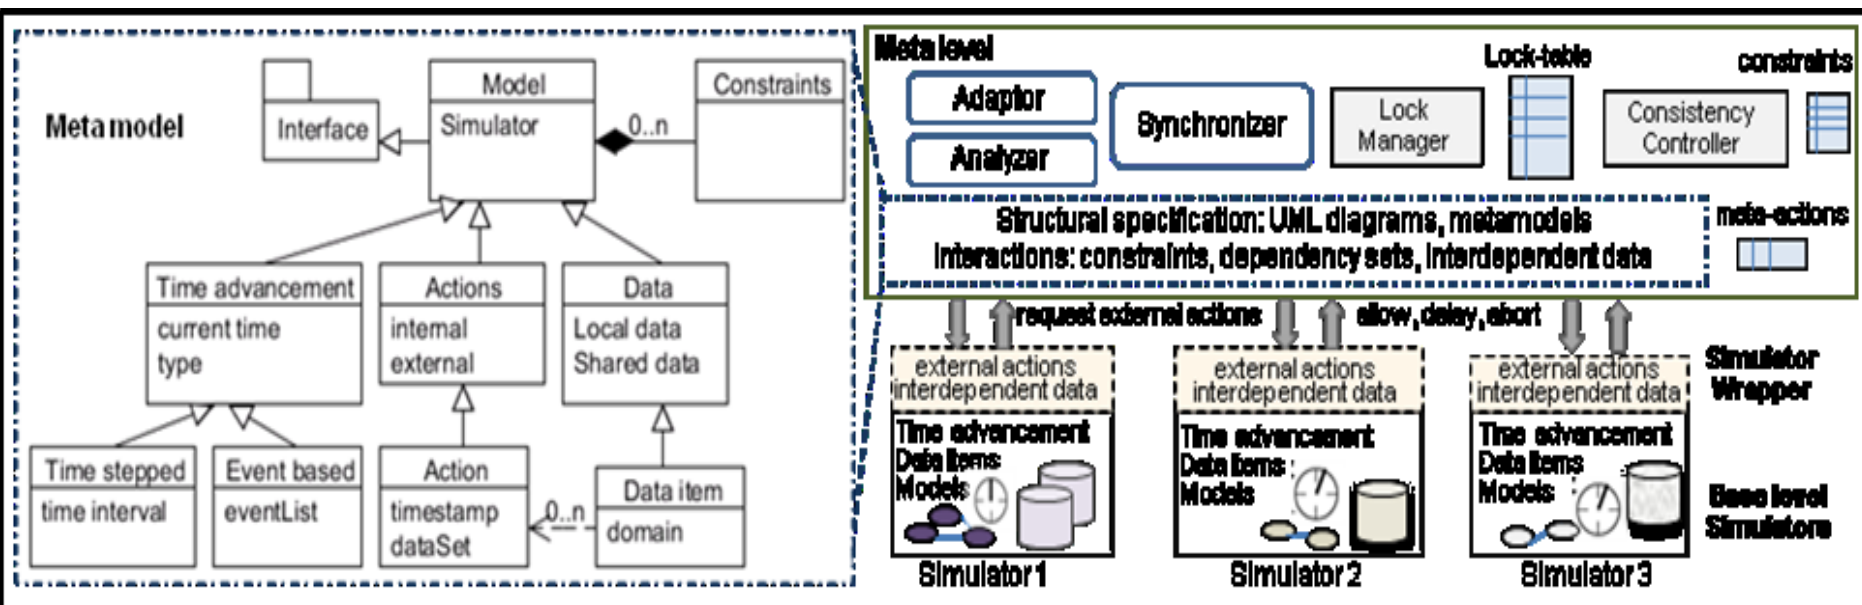 Metamodel
Interface
Model
Simulator
0..n
Constraints
Time advancement
current time
type
Actions
internal
external
Data
Local data
Shared data
Time stepped
time interval
Event based
eventList
Action
timestamp
dataSet
0..n
Data item
domain
Meta level
Adaptor
Analyzer
Synchronizer
Lock
Manager
Lock-table
Consistency
Controller
constraints
Structural specification: UML diagrams, metamodels
Interactions: constraints, dependency sets, Interdependent data
meta-actions
request external actions
allow, delay, abort
external actions
interdependent data
Time advancement
Data Items
Models
Simulator 1
external actions
interdependent data
Time advancement
Data Items
Models
Simulator 2
external actions
interdependent data
Time advancement
Data Items
Models
Simulator 3
Simulator
Wrapper
Base level
Simulators